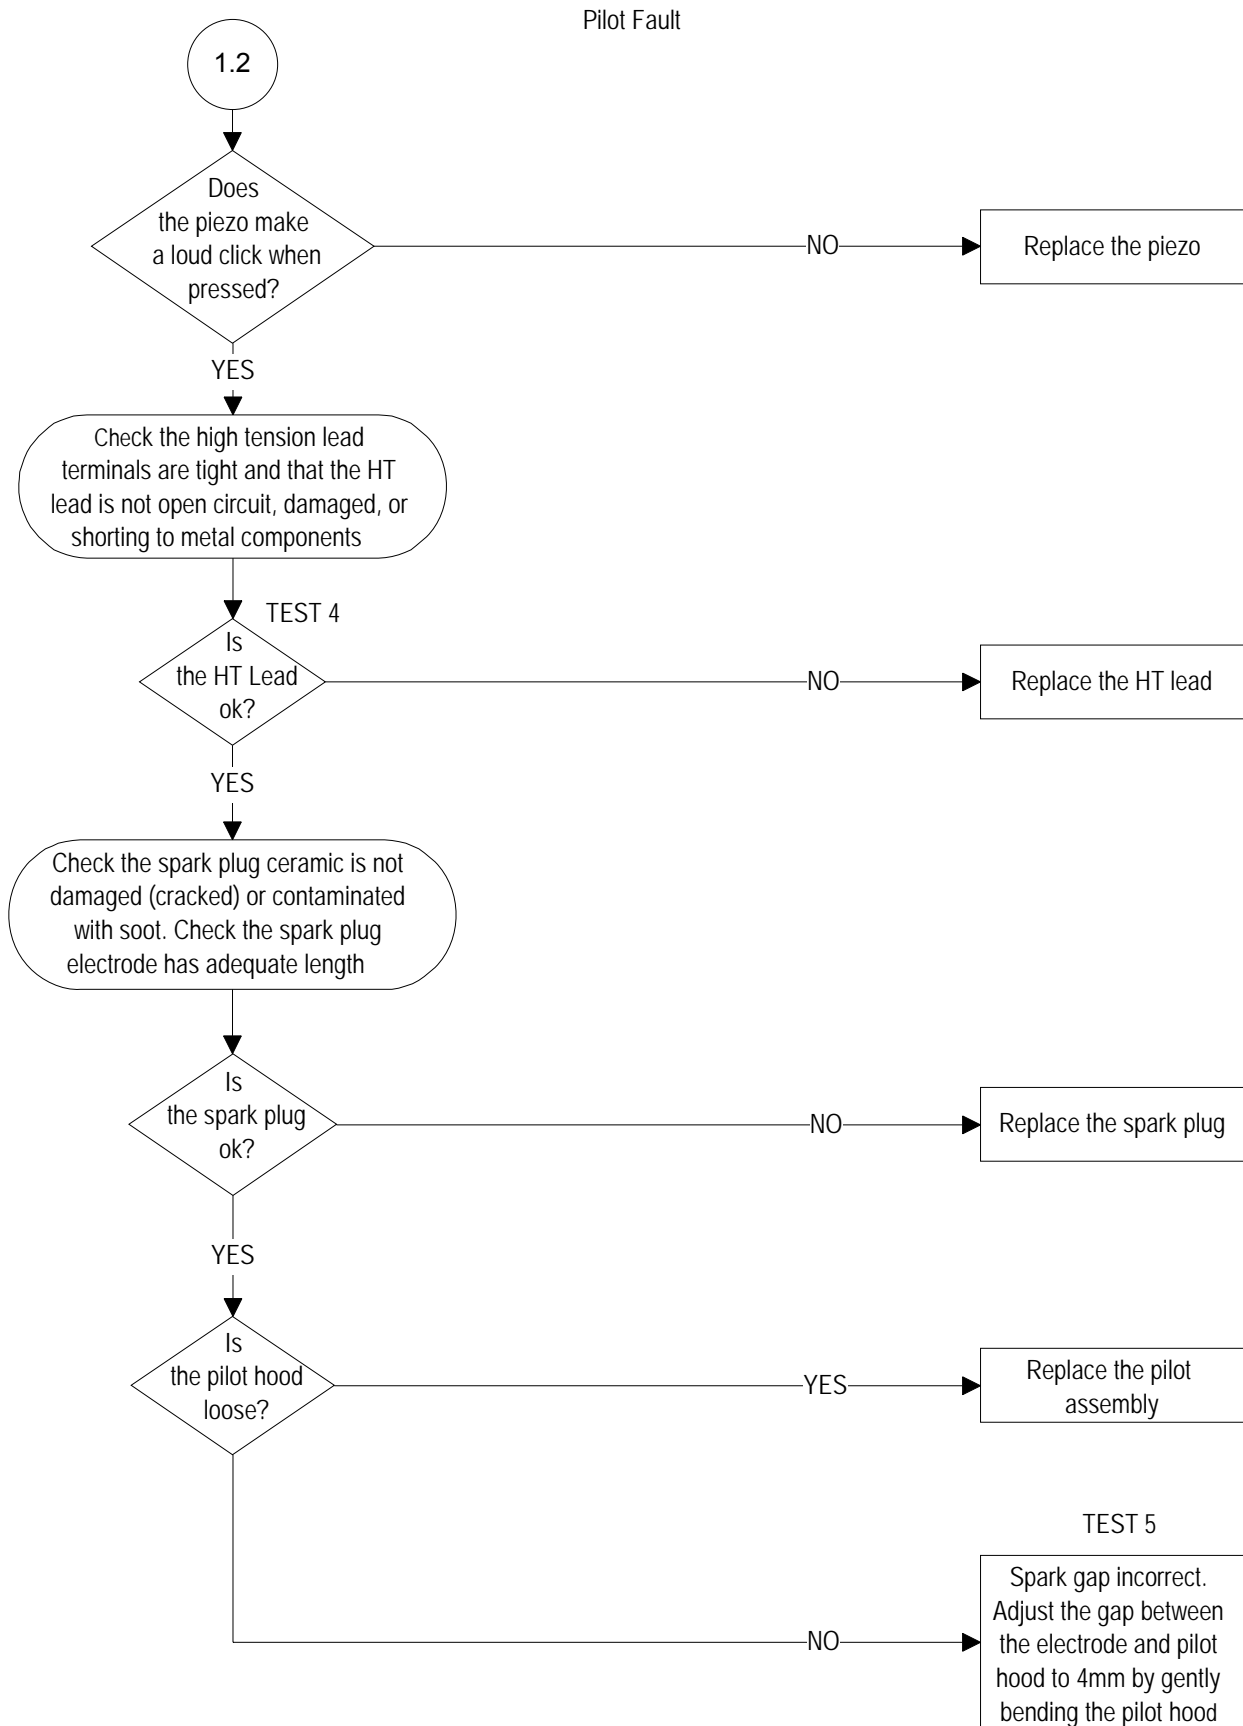 Pilot Fault
1.2
Does
the piezo make
a loud click when
pressed?
NO
Replace the piezo
YES
Check the high tension lead
terminals are tight and that the HT
lead is not open circuit, damaged, or
shorting to metal components
TEST 4
Is
the HT Lead
ok?
NO
Replace the HT lead
YES
Check the spark plug ceramic is not
damaged (cracked) or contaminated
with soot. Check the spark plug
electrode has adequate length
Is
the spark plug
ok?
NO
Replace the spark plug
YES
Is
the pilot hood
loose?
YES
Replace the pilot
assembly
TEST 5
NO
Spark gap incorrect.
Adjust the gap between
the electrode and pilot
hood to 4mm by gently
bending the pilot hood